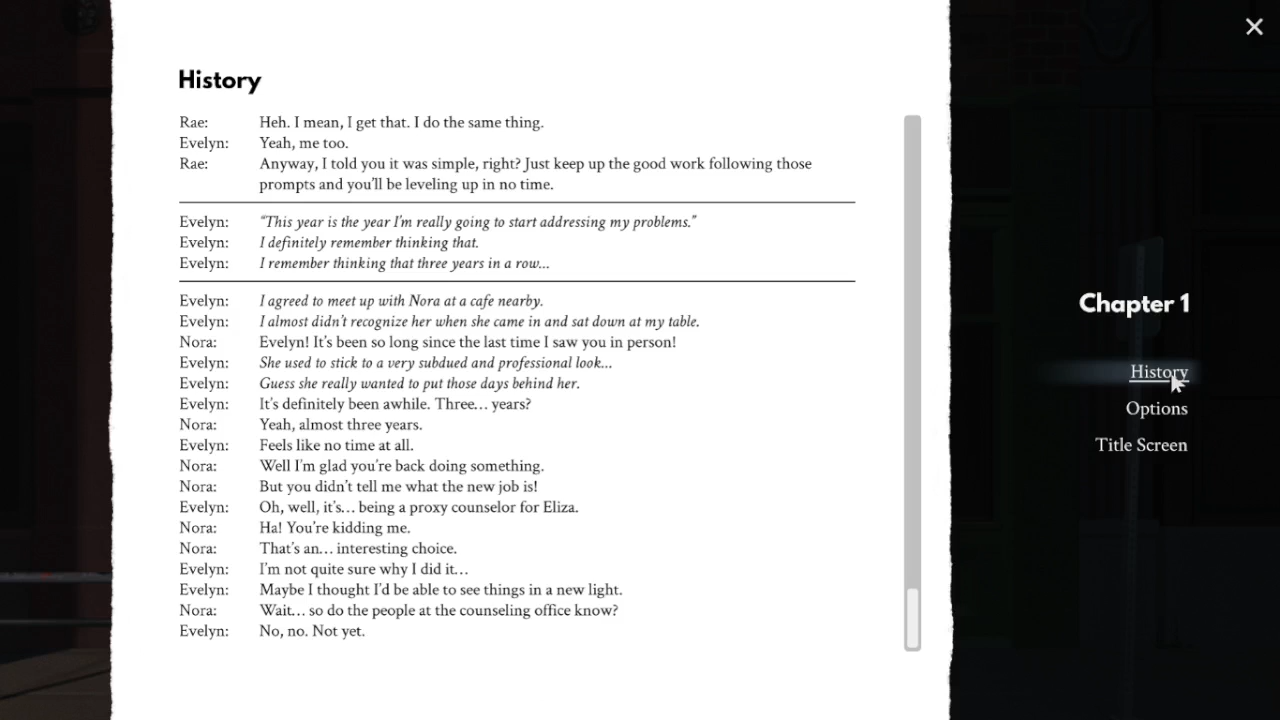 History
Rae: Heh. I mean, I get that. I do the same thing.
Evelyn: Yeah, me too.
Rae: Anyway, I told you it was simple, right? Just keep up the good work following those
prompts and you'll be leveling up in no time.
Evelyn: “This year is the year I'm really going to start addressing my problems.”
Evelyn: I definitely remember thinking that.
Evelyn: I remember thinking that three years in a row...
Evelyn: I agreed to meet up with Nora at a cafe nearby.
Evelyn: I almost didn't recognize her when she came in and sat down at my table.
Nora: Evelyn! It's been so long since the last time I saw you in person!
Evelyn: She used to stick to a very subdued and professional look...
Evelyn: Guess she really wanted to put those days behind her.
Evelyn: It's definitely been awhile. Three... years?
Nora: Yeah, almost three years.
Evelyn: Feels like no time at all.
Nora: Well I'm glad you're back doing something.
Nora: But you didn't tell me what the new job is!
Evelyn: Oh, well, it's... being a proxy counselor for Eliza.
Nora: Ha! You're kidding me.
Nora: That's an... interesting choice.
Evelyn: I'm not quite sure why I did it...
Evelyn: Maybe I thought I'd be able to see things in a new light.
Nora: Wait... so do the people at the counseling office know?
Evelyn: No, no. Not yet.
Chapter 1
History
Options
Title Screen